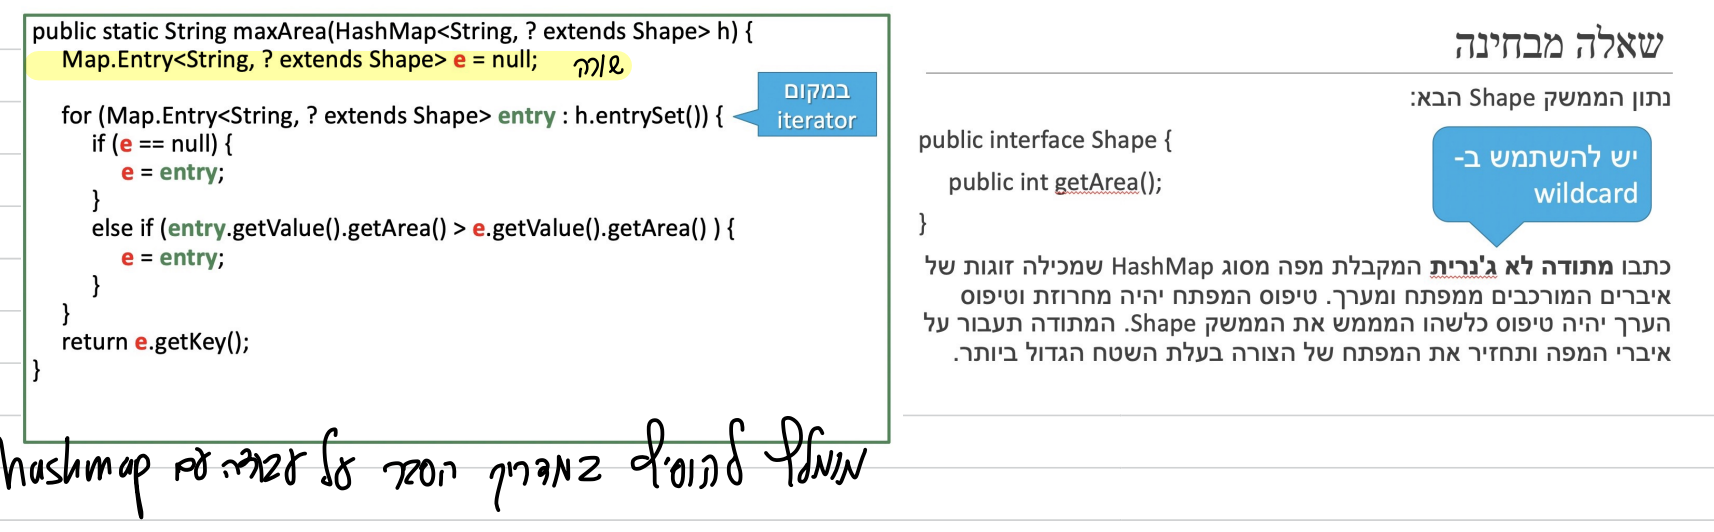 שאלה מבחינה
נתון הממשק Shape הבא:
public interface Shape {
public int getArea();
}
יש להשתמש ב-
wildcard
כתבו מתודה לא ג'נרית המקבלת מפה מסוג HashMap שמכילה זוגות של
איברים המורכבים ממפתח ומערך. טיפוס המפתח יהיה מחרוזת וטיפוס
הערך יהיה טיפוס כלשהו המממש את הממשק Shape. המתודה תעבור על
איברי המפה ותחזיר את המפתח של הצורה בעלת השטח הגדול ביותר.
public static String maxArea(HashMap<String, ? extends Shape> h) {
Map.Entry<String, ? extends Shape> e = null;
for (Map.Entry<String, ? extends Shape> entry : h.entrySet()) {
במקום
iterator
if (e == null) {
e = entry;
}
else if (entry.getValue().getArea() > e.getValue().getArea() ) {
e = entry;
}
}
return e.getKey();
}
מומלץ להוסיף במדריך הסבר על עבודה עם hashmap